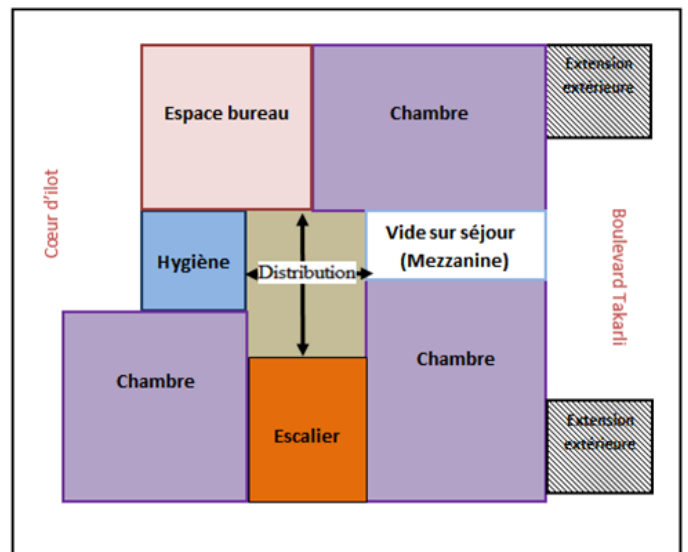 Espace bureau
Chambre
Extension
extérieure
Cœur d'ilot
Hygiène
Distribution
Vide sur séjour
(Mezzanine)
Boulevard Takarli
Chambre
Escalier
Chambre
Extension
extérieure